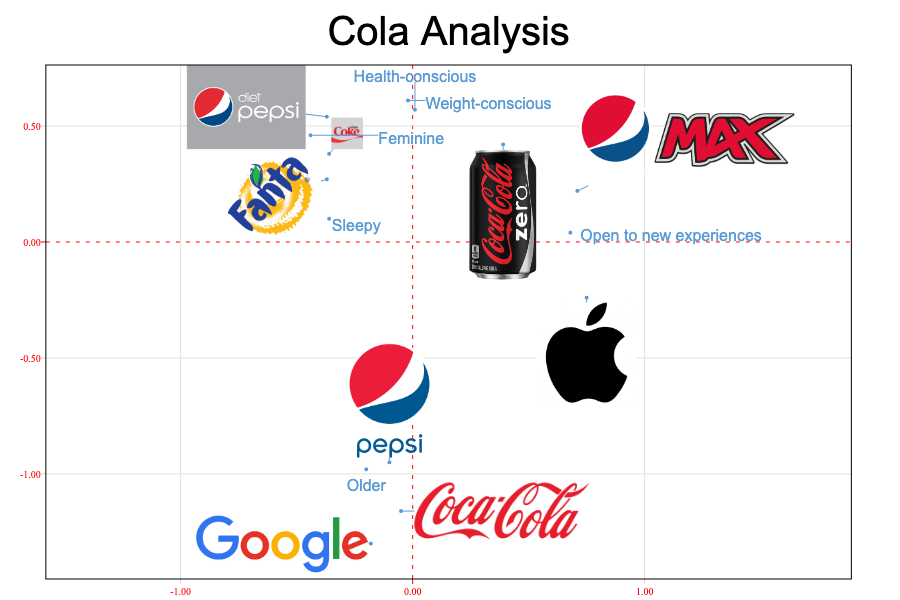 Cola Analysis
Health-conscious
diet
pepsi
Weight-conscious
0.50
Coke
Feminine
MAX
Fanta
Coca-Cola
zero
Sleepy
0.00
Open to new experiences
-0.50
pepsi
-1.00
Older
Coca-Cola
Google
-1.00
0.00
1.00